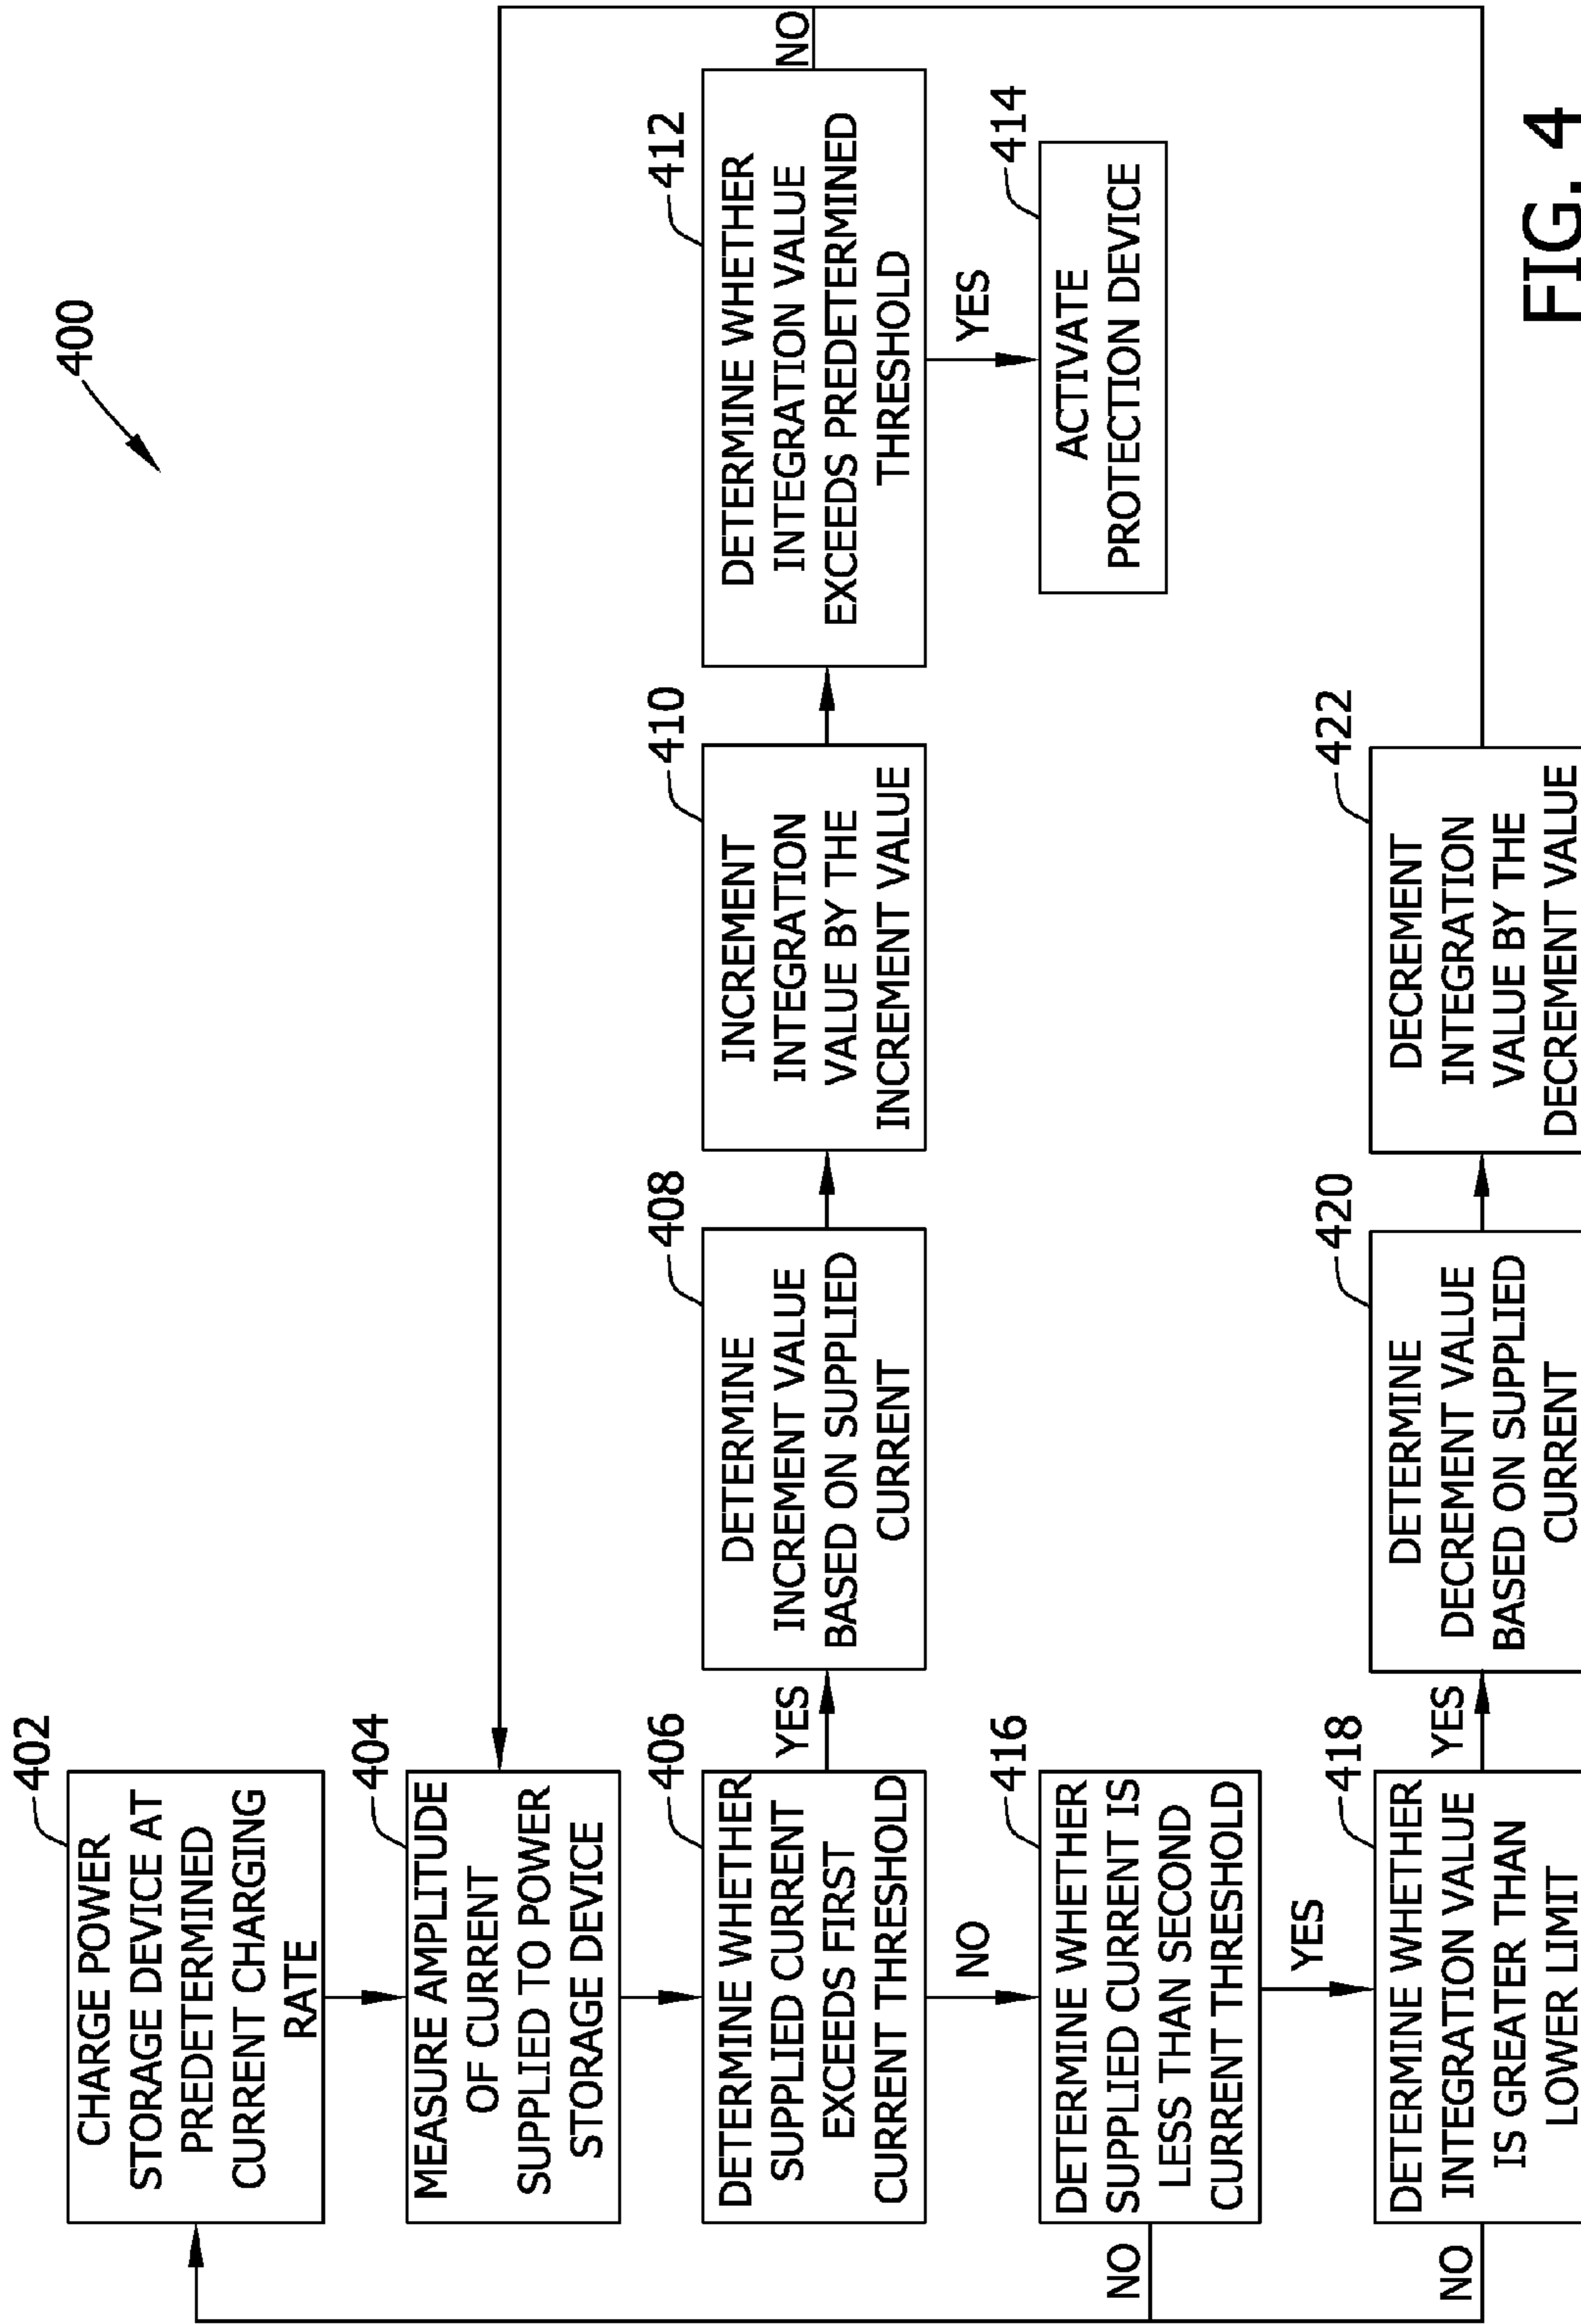 400
402
CHARGE POWER
STORAGE DEVICE AT
PREDETERMINED
CURRENT CHARGING
RATE
404
MEASURE AMPLITUDE
OF CURRENT
SUPPLIED TO POWER
STORAGE DEVICE
406
DETERMINE WHETHER
SUPPLIED CURRENT
EXCEEDS FIRST
CURRENT THRESHOLD
YES
408
DETERMINE
INCREMENT VALUE
BASED ON SUPPLIED
CURRENT
410
INCREMENT
INTEGRATION
VALUE BY THE
INCREMENT VALUE
412
DETERMINE WHETHER
INTEGRATION VALUE
EXCEEDS PREDETERMINED
THRESHOLD
NO
YES
414
ACTIVATE
PROTECTION DEVICE
NO
416
DETERMINE WHETHER
SUPPLIED CURRENT IS
LESS THAN SECOND
CURRENT THRESHOLD
NO
YES
418
DETERMINE WHETHER
INTEGRATION VALUE
IS GREATER THAN
LOWER LIMIT
NO
YES
420
DETERMINE
DECREMENT VALUE
BASED ON SUPPLIED
CURRENT
422
DECREMENT
INTEGRATION
VALUE BY THE
DECREMENT VALUE
FIG. 4